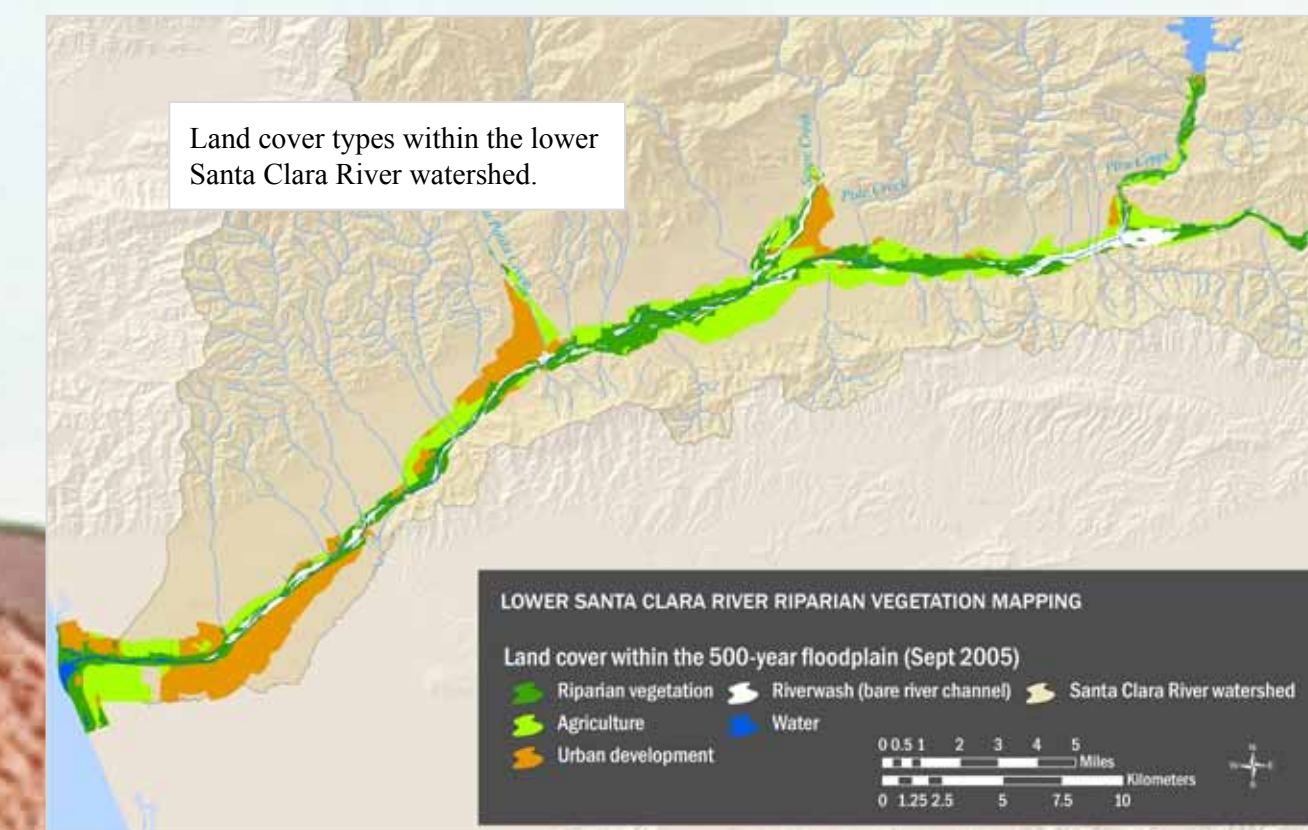 Land cover types within the lower
Santa Clara River watershed.
Creek
Pole Creek
Piru Creek
LOWER SANTA CLARA RIVER RIPARIAN VEGETATION MAPPING
Land cover within the 500-year floodplain (Sept 2005)
Riparian vegetation Riverwash (bare river channel) Santa Clara River watershed
Agriculture Water
Urban development
0 0.5 1 2 3 4 5
Miles
Kilometers
0 1.25 2.5 5 7.5 10